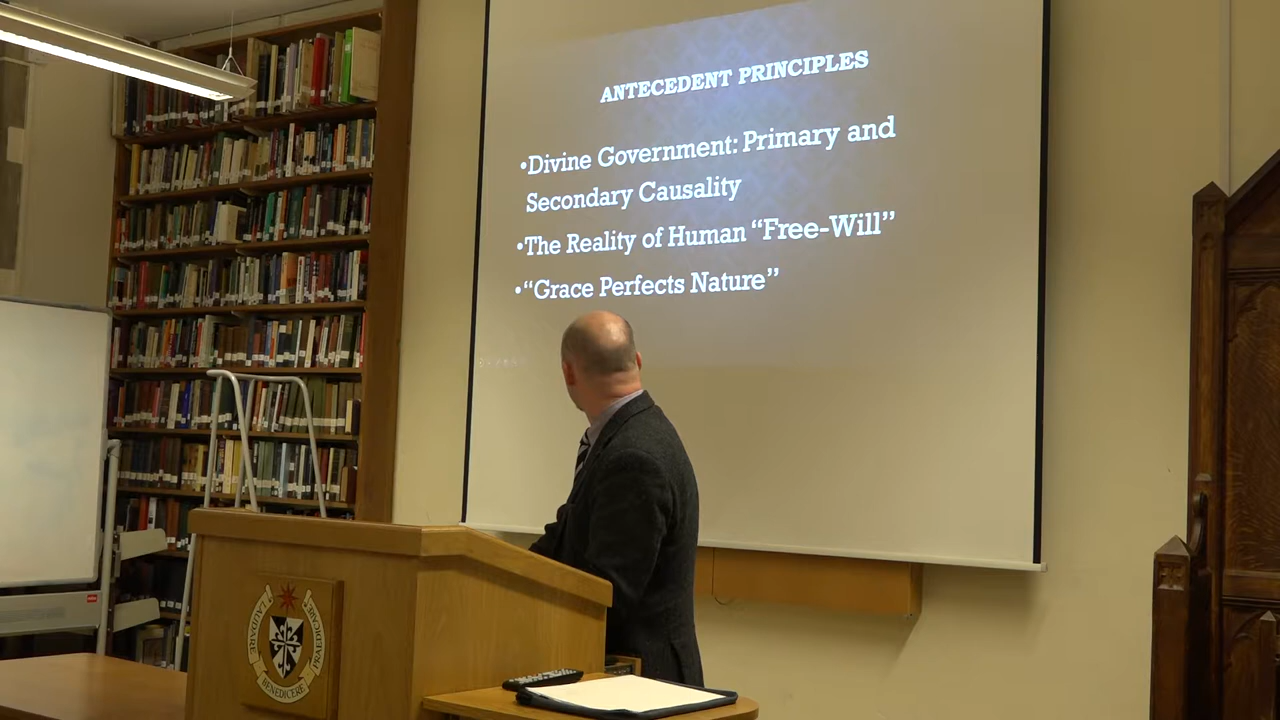 ANTECEDENT PRINCIPLES
•Divine Government: Primary and
Secondary Causality
•The Reality of Human “Free-Will”
•“Grace Perfects Nature”
LAUDARE
BENEDICERE
PRAEDICARE